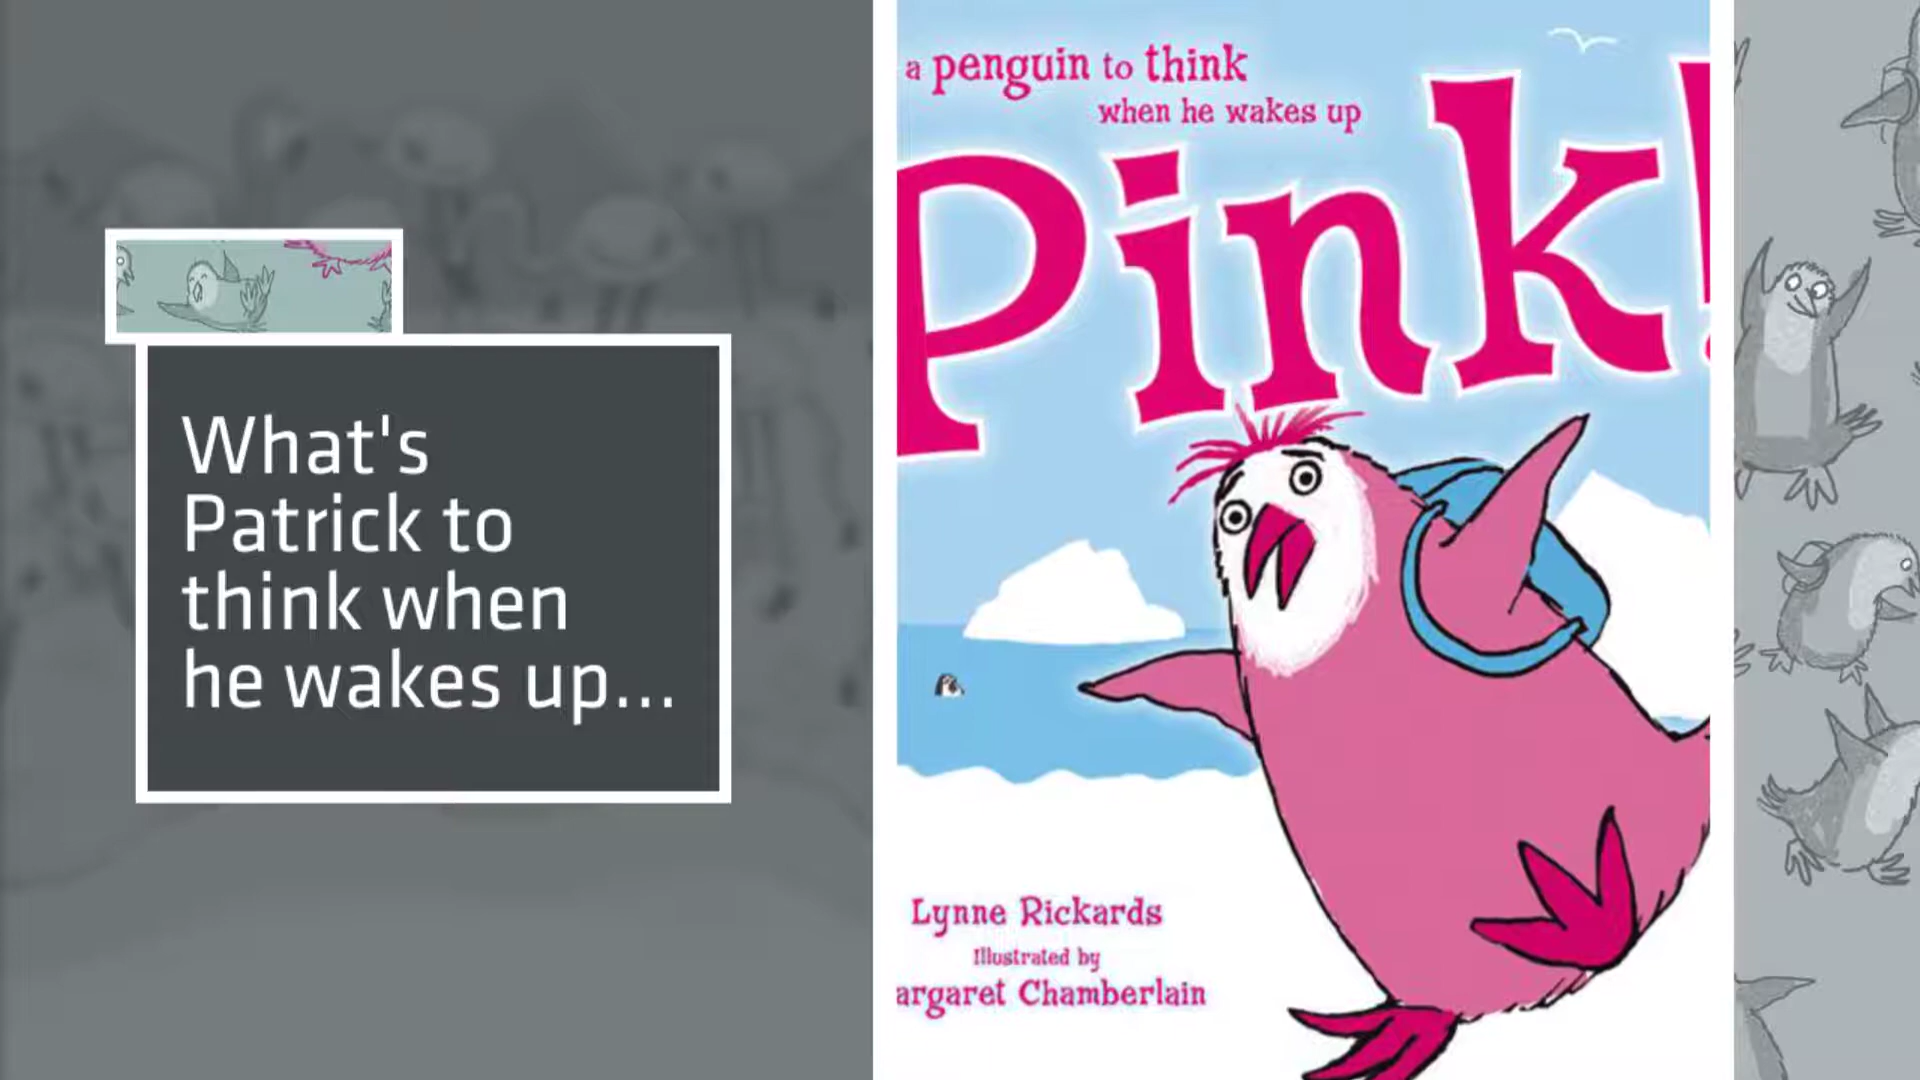 What's
Patrick to
think when
he wakes up...
a penguin to think
when he wakes up
Pink!
Lynne Rickards
Illustrated by
argaret Chamberlain